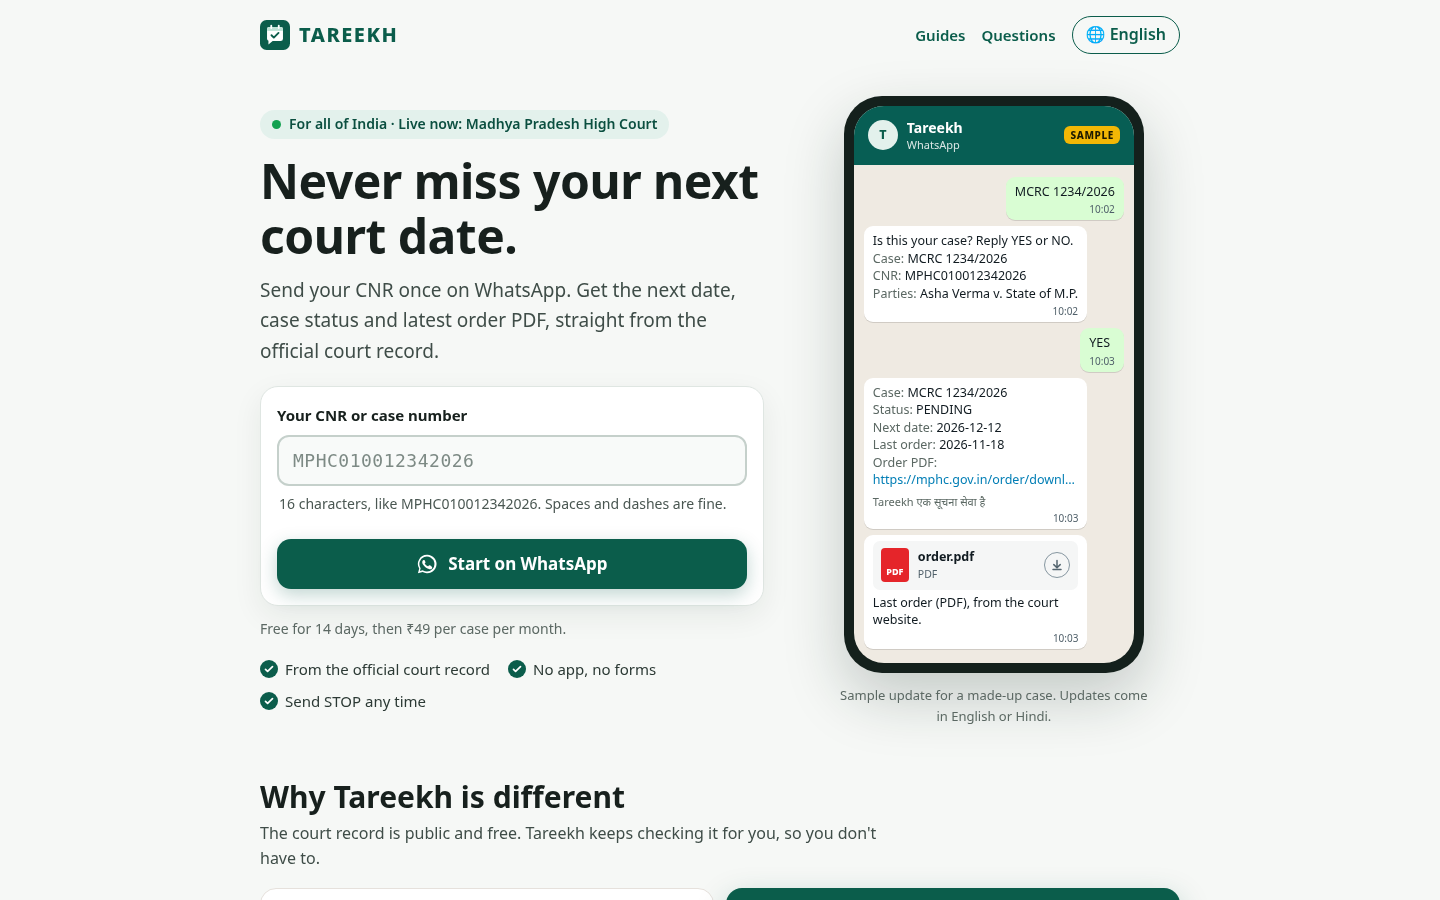 TAREEKH
Guides
Questions
🌐 English
For all of India · Live now: Madhya Pradesh High Court
Never miss your next
court date.
Send your CNR once on WhatsApp. Get the next date,
case status and latest order PDF, straight from the
official court record.
Your CNR or case number
MPHC010012342026
16 characters, like MPHC010012342026. Spaces and dashes are fine.
Start on WhatsApp
Free for 14 days, then ₹49 per case per month.
From the official court record
No app, no forms
Send STOP any time
T
Tareekh
WhatsApp
SAMPLE
MCRC 1234/2026
10:02
Is this your case? Reply YES or NO.
Case: MCRC 1234/2026
CNR: MPHC010012342026
Parties: Asha Verma v. State of M.P.
10:02
YES
10:03
Case: MCRC 1234/2026
Status: PENDING
Next date: 2026-12-12
Last order: 2026-11-18
Order PDF:
https://mphc.gov.in/order/downl...
Tareekh एक सूचना सेवा है
10:03
PDF
order.pdf
PDF
Last order (PDF), from the court
website.
10:03
Sample update for a made-up case. Updates come
in English or Hindi.
Why Tareekh is different
The court record is public and free. Tareekh keeps checking it for you, so you don't
have to.